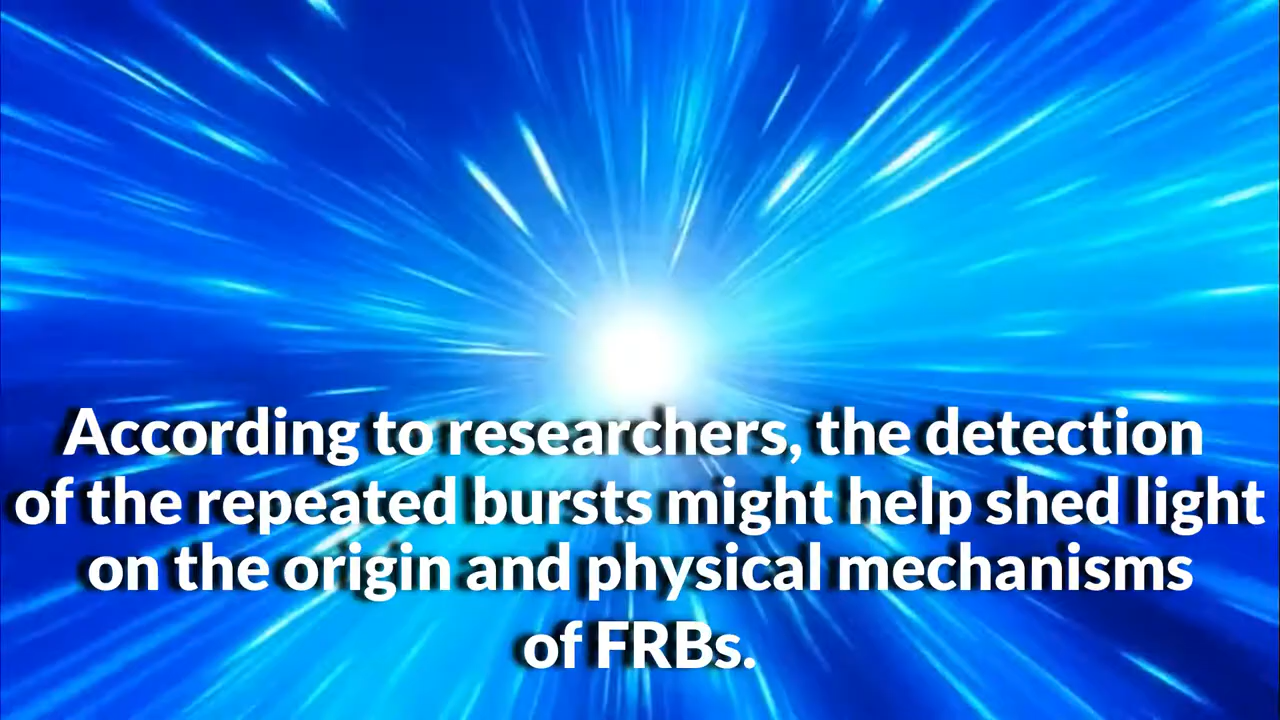 According to researchers, the detection
of the repeated bursts might help shed light
on the origin and physical mechanisms
of FRBs.